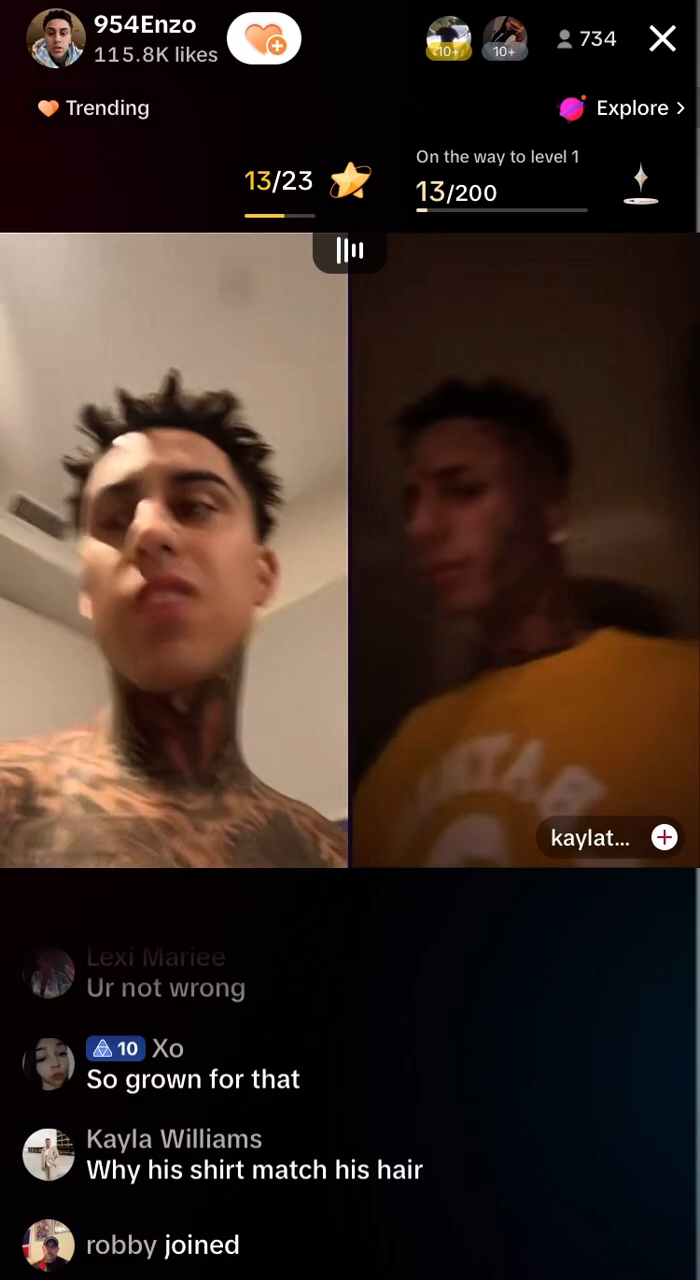 954Enzo
115.8K likes
10+
10+
734
Trending
Explore
13/23
On the way to level 1
13/200
kaylat...
Lexi Mariee
Ur not wrong
10 Xo
So grown for that
Kayla Williams
Why his shirt match his hair
robby joined